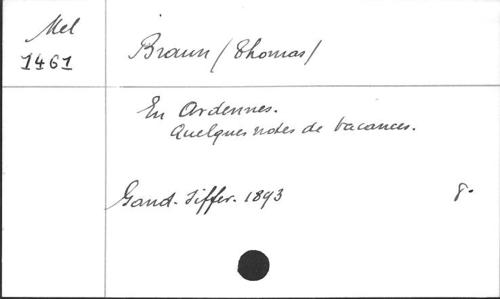 Mel
1461
Braun (Thomas)
En Ardennes.
Quelques notes de vacances.
Gand. Siffer. 1893 8°